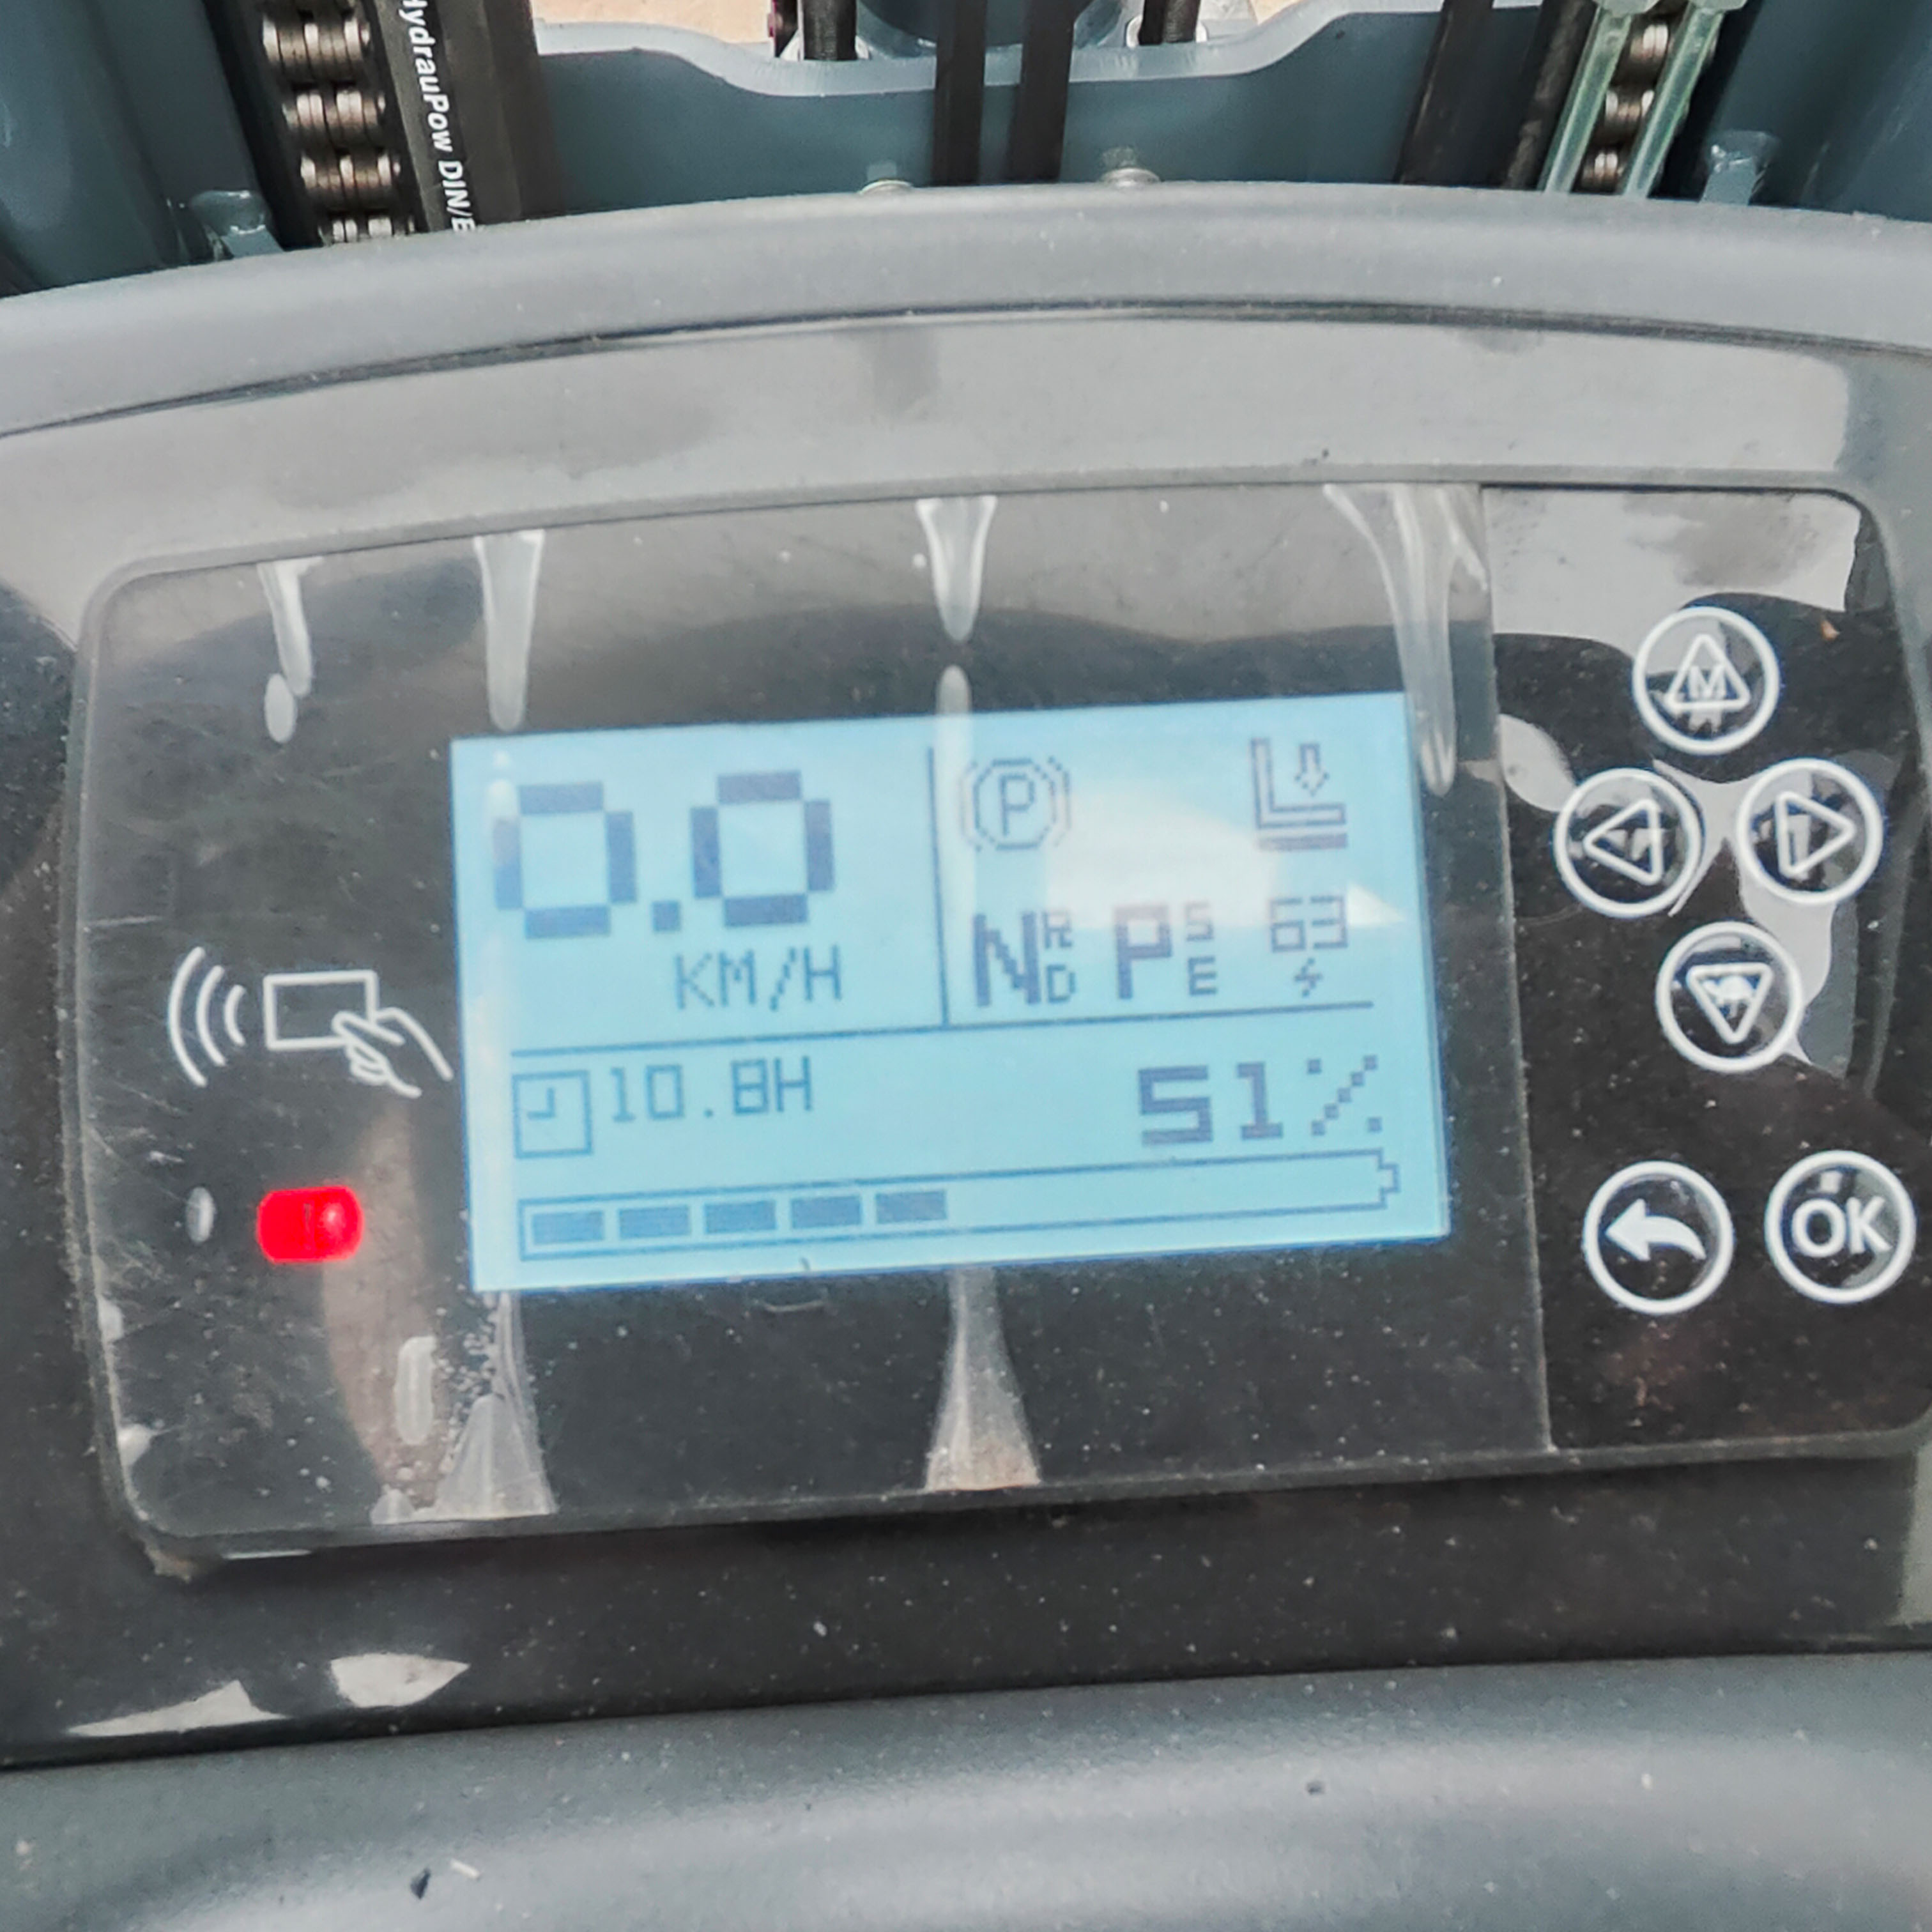 HydrauPow DIN/E
0.0
KM/H
P
N R D P S E 63
10.8H
51%
M
OK